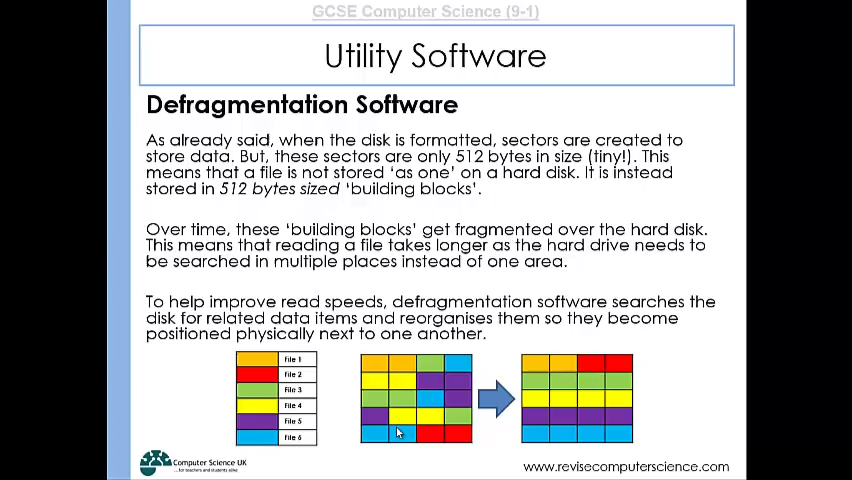 GCSE Computer Science (9-1)
Utility Software
Defragmentation Software
As already said, when the disk is formatted, sectors are created to
store data. But, these sectors are only 512 bytes in size (tiny!). This
means that a file is not stored ‘as one’ on a hard disk. It is instead
stored in 512 bytes sized ‘building blocks’.
Over time, these ‘building blocks’ get fragmented over the hard disk.
This means that reading a file takes longer as the hard drive needs to
be searched in multiple places instead of one area.
To help improve read speeds, defragmentation software searches the
disk for related data items and reorganises them so they become
positioned physically next to one another.
File 1
File 2
File 3
File 4
File 5
File 6
Computer Science UK
...for teachers and students alike
www.revisecomputerscience.com